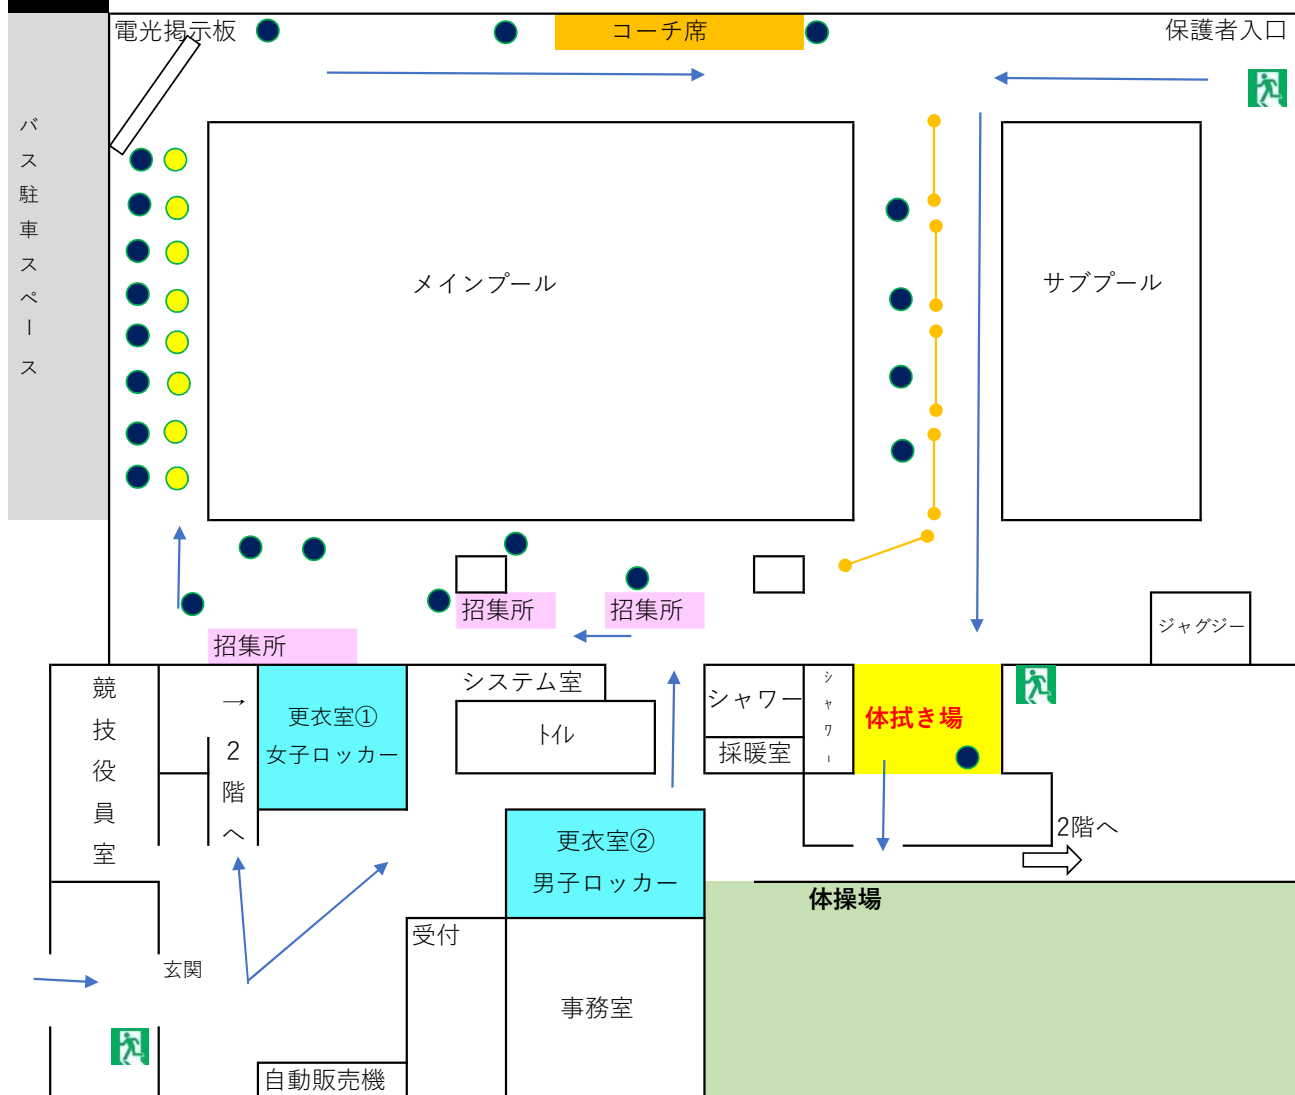 電光掲示板
コーチ席
保護者入口
バス駐車スペース
メインプール
サブプール
招集所
招集所
招集所
ジャグジー
競技役員室
→2階へ
更衣室①
女子ロッカー
システム室
トイレ
シャワー
採暖室
シャワー
体拭き場
2階へ
更衣室②
男子ロッカー
体操場
受付
玄関
事務室
自動販売機